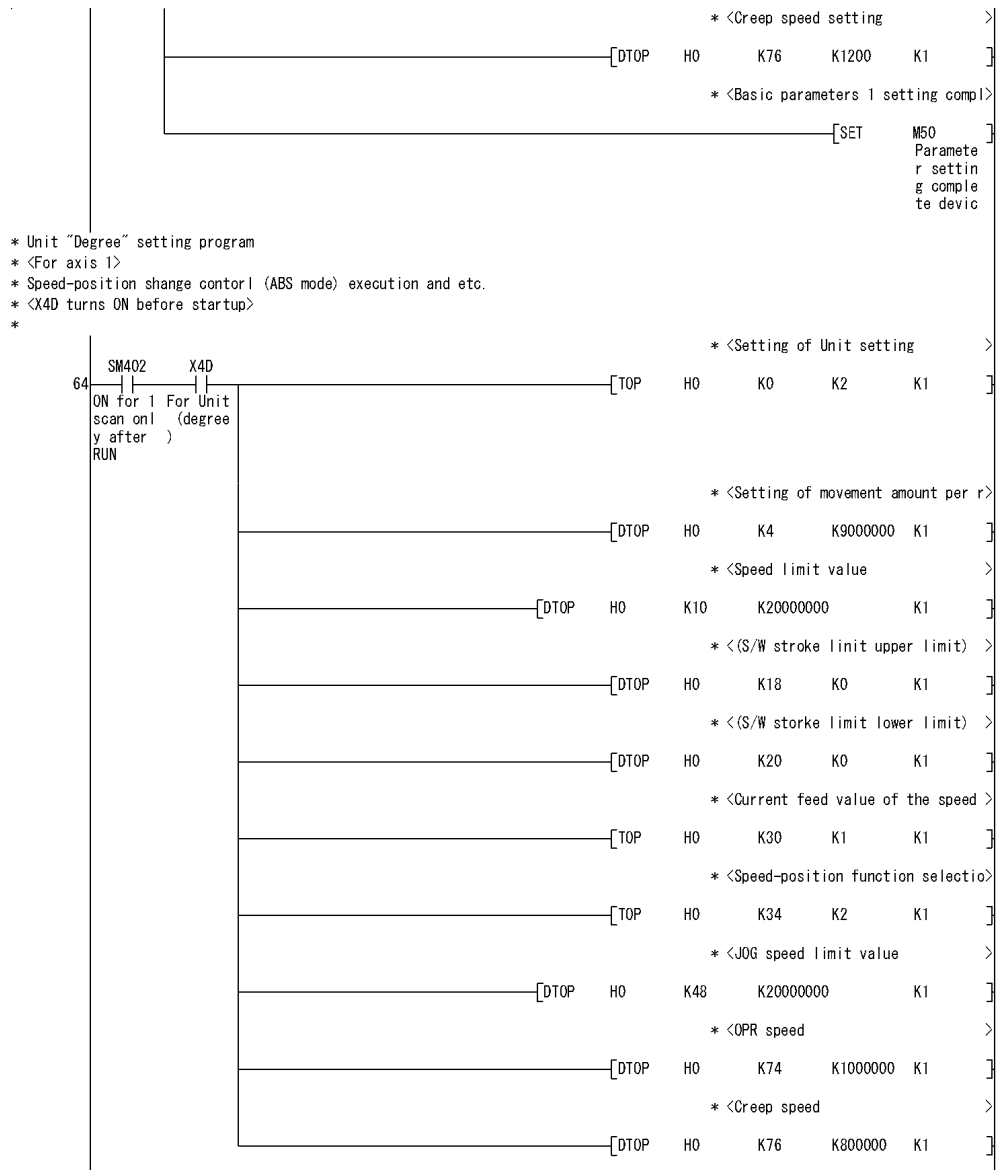 * <Creep speed setting >
[DTOP H0 K76 K1200 K1 ]
* <Basic parameters 1 setting compl>
[SET M50 ]
Paramete
r settin
g comple
te devic
* Unit "Degree" setting program
* <For axis 1>
* Speed-position shange contorl (ABS mode) execution and etc.
* <X4D turns ON before startup>
*
* <Setting of Unit setting >
SM402 X4D
64 [TOP H0 K0 K2 K1 ]
ON for 1 For Unit
scan onl (degree
y after )
RUN
* <Setting of movement amount per r>
[DTOP H0 K4 K9000000 K1 ]
* <Speed limit value >
[DTOP H0 K10 K20000000 K1 ]
* <(S/W stroke linit upper limit) >
[DTOP H0 K18 K0 K1 ]
* <(S/W storke limit lower limit) >
[DTOP H0 K20 K0 K1 ]
* <Current feed value of the speed >
[TOP H0 K30 K1 K1 ]
* <Speed-position function selectio>
[TOP H0 K34 K2 K1 ]
* <JOG speed limit value >
[DTOP H0 K48 K20000000 K1 ]
* <OPR speed >
[DTOP H0 K74 K1000000 K1 ]
* <Creep speed >
[DTOP H0 K76 K800000 K1 ]